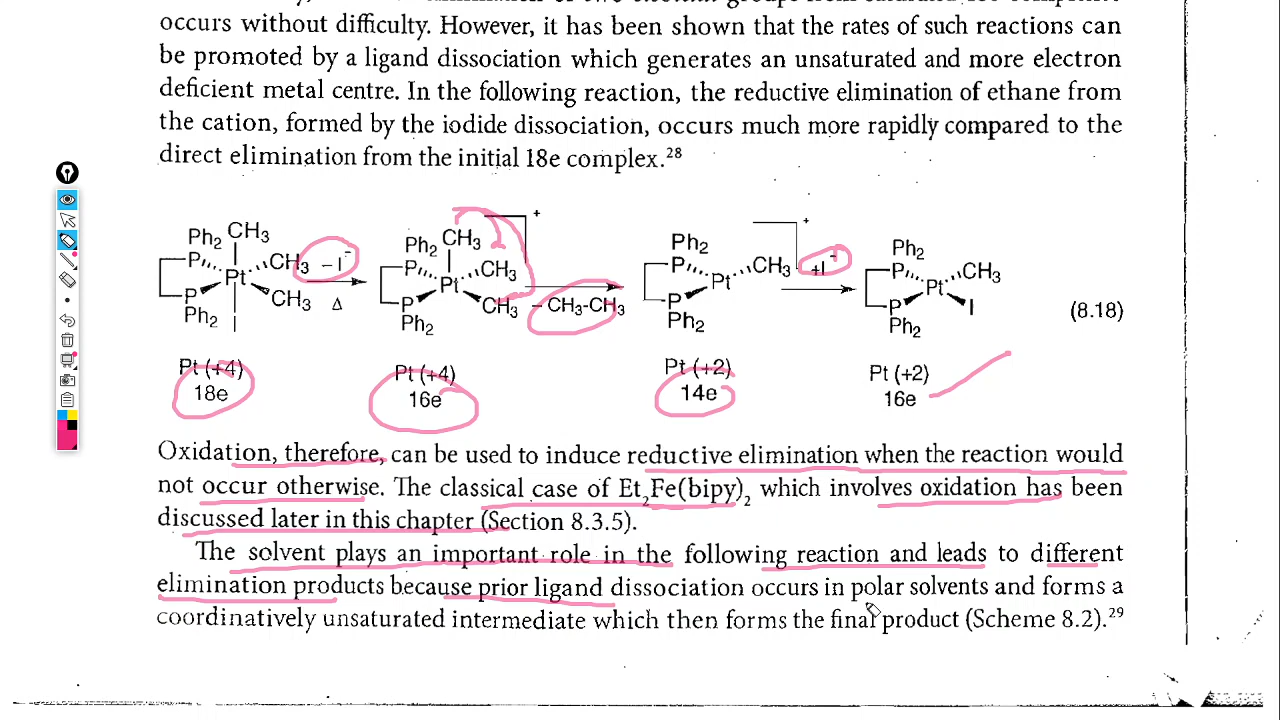 occurs without difficulty. However, it has been shown that the rates of such reactions can
be promoted by a ligand dissociation which generates an unsaturated and more electron
deficient metal centre. In the following reaction, the reductive elimination of ethane from
the cation, formed by the iodide dissociation, occurs much more rapidly compared to the
direct elimination from the initial 18e complex.²⁸
Ph₂ CH₃
P Pt CH₃
P CH₃
Ph₂ I
– I⁻
Δ
Pt (+4)
18e
+
Ph₂ CH₃
P Pt CH₃
P CH₃
Ph₂
– CH₃-CH₃
Pt (+4)
16e
+
Ph₂
P Pt CH₃
P
Ph₂
+I⁻
Pt (+2)
14e
Ph₂
P Pt CH₃
P I
Ph₂
Pt (+2)
16e
(8.18)
Oxidation, therefore, can be used to induce reductive elimination when the reaction would
not occur otherwise. The classical case of Et₂Fe(bipy)₂ which involves oxidation has been
discussed later in this chapter (Section 8.3.5).
The solvent plays an important role in the following reaction and leads to different
elimination products because prior ligand dissociation occurs in polar solvents and forms a
coordinatively unsaturated intermediate which then forms the final product (Scheme 8.2).²⁹